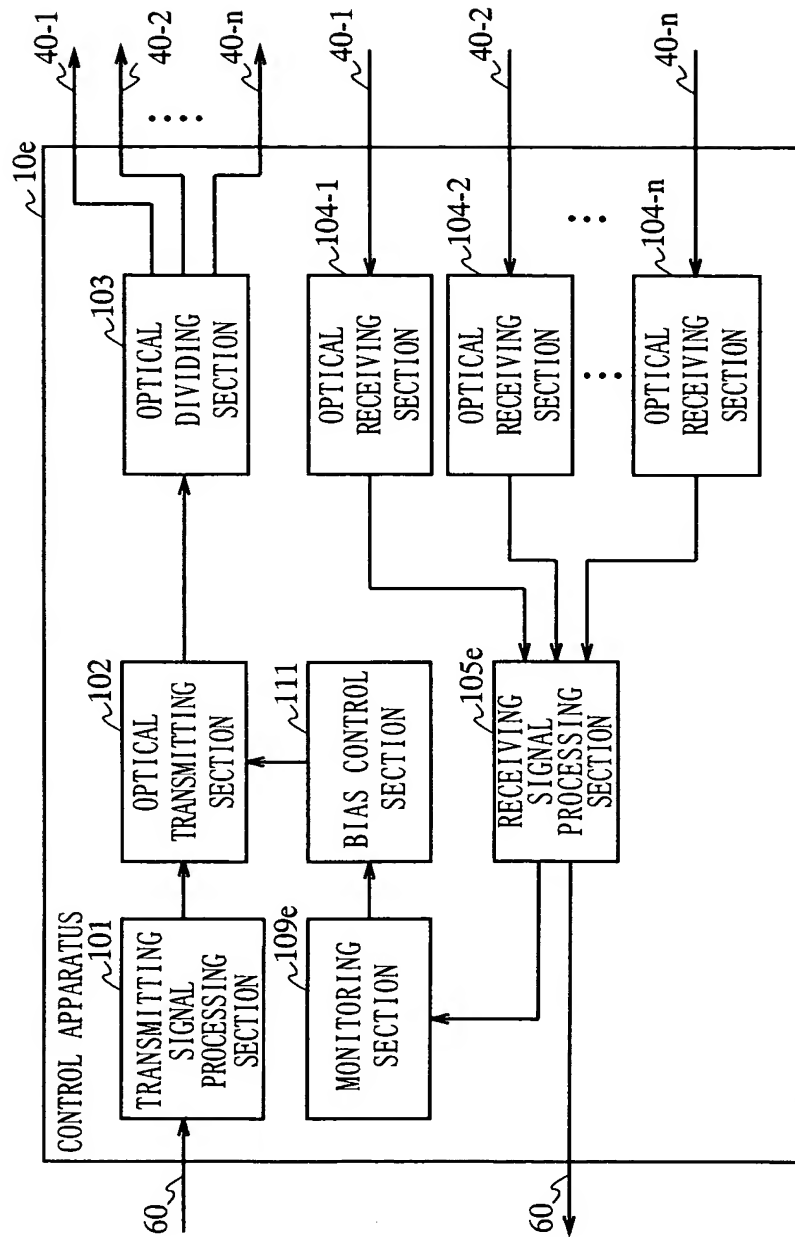 CONTROL APPARATUS
10e
60
101
TRANSMITTING
SIGNAL
PROCESSING
SECTION
102
OPTICAL
TRANSMITTING
SECTION
103
OPTICAL
DIVIDING
SECTION
40-1
40-2
••••
40-n
109e
MONITORING
SECTION
111
BIAS CONTROL
SECTION
104-1
OPTICAL
RECEIVING
SECTION
40-1
105e
RECEIVING
SIGNAL
PROCESSING
SECTION
104-2
OPTICAL
RECEIVING
SECTION
40-2
•••
•••
104-n
OPTICAL
RECEIVING
SECTION
40-n
60